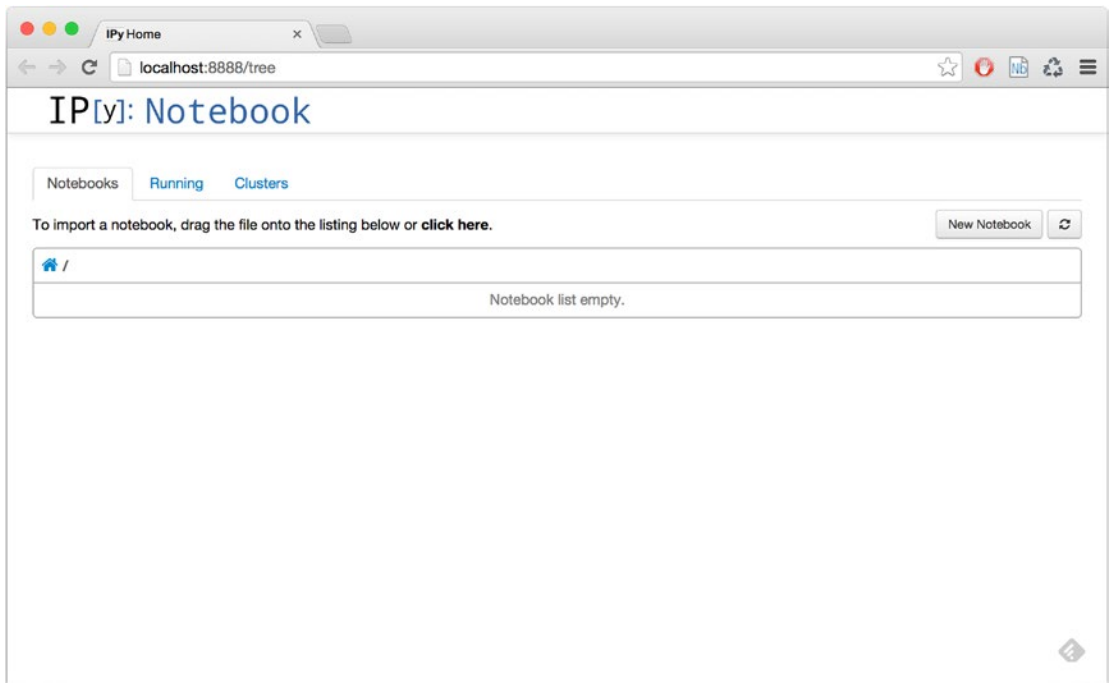 IPy Home
localhost:8888/tree
Nb
IP[y]: Notebook
Notebooks Running Clusters
To import a notebook, drag the file onto the listing below or click here. New Notebook
/
Notebook list empty.